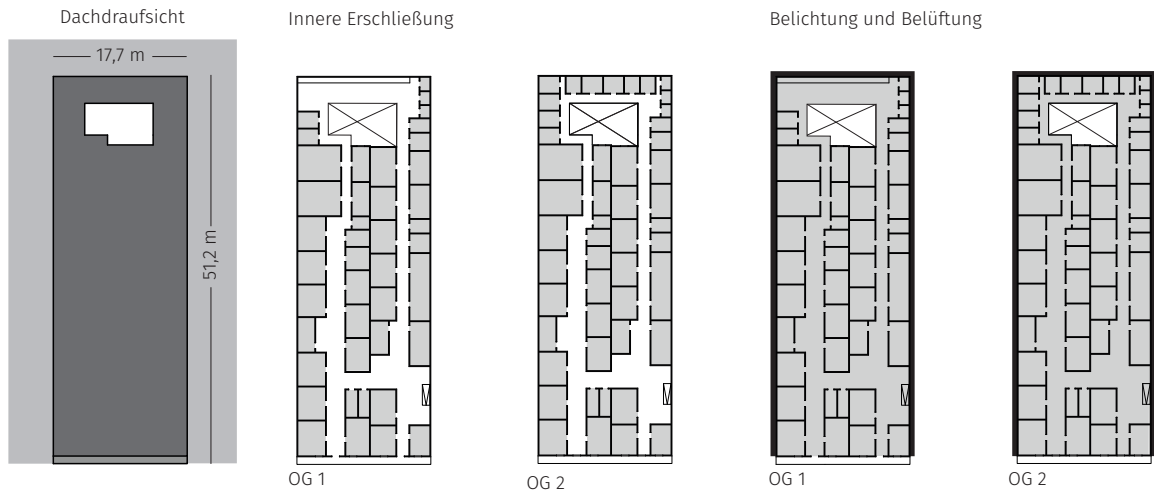 Dachdraufsicht
Innere Erschließung
Belichtung und Belüftung
17,7 m
51,2 m
OG 1
OG 2
OG 1
OG 2